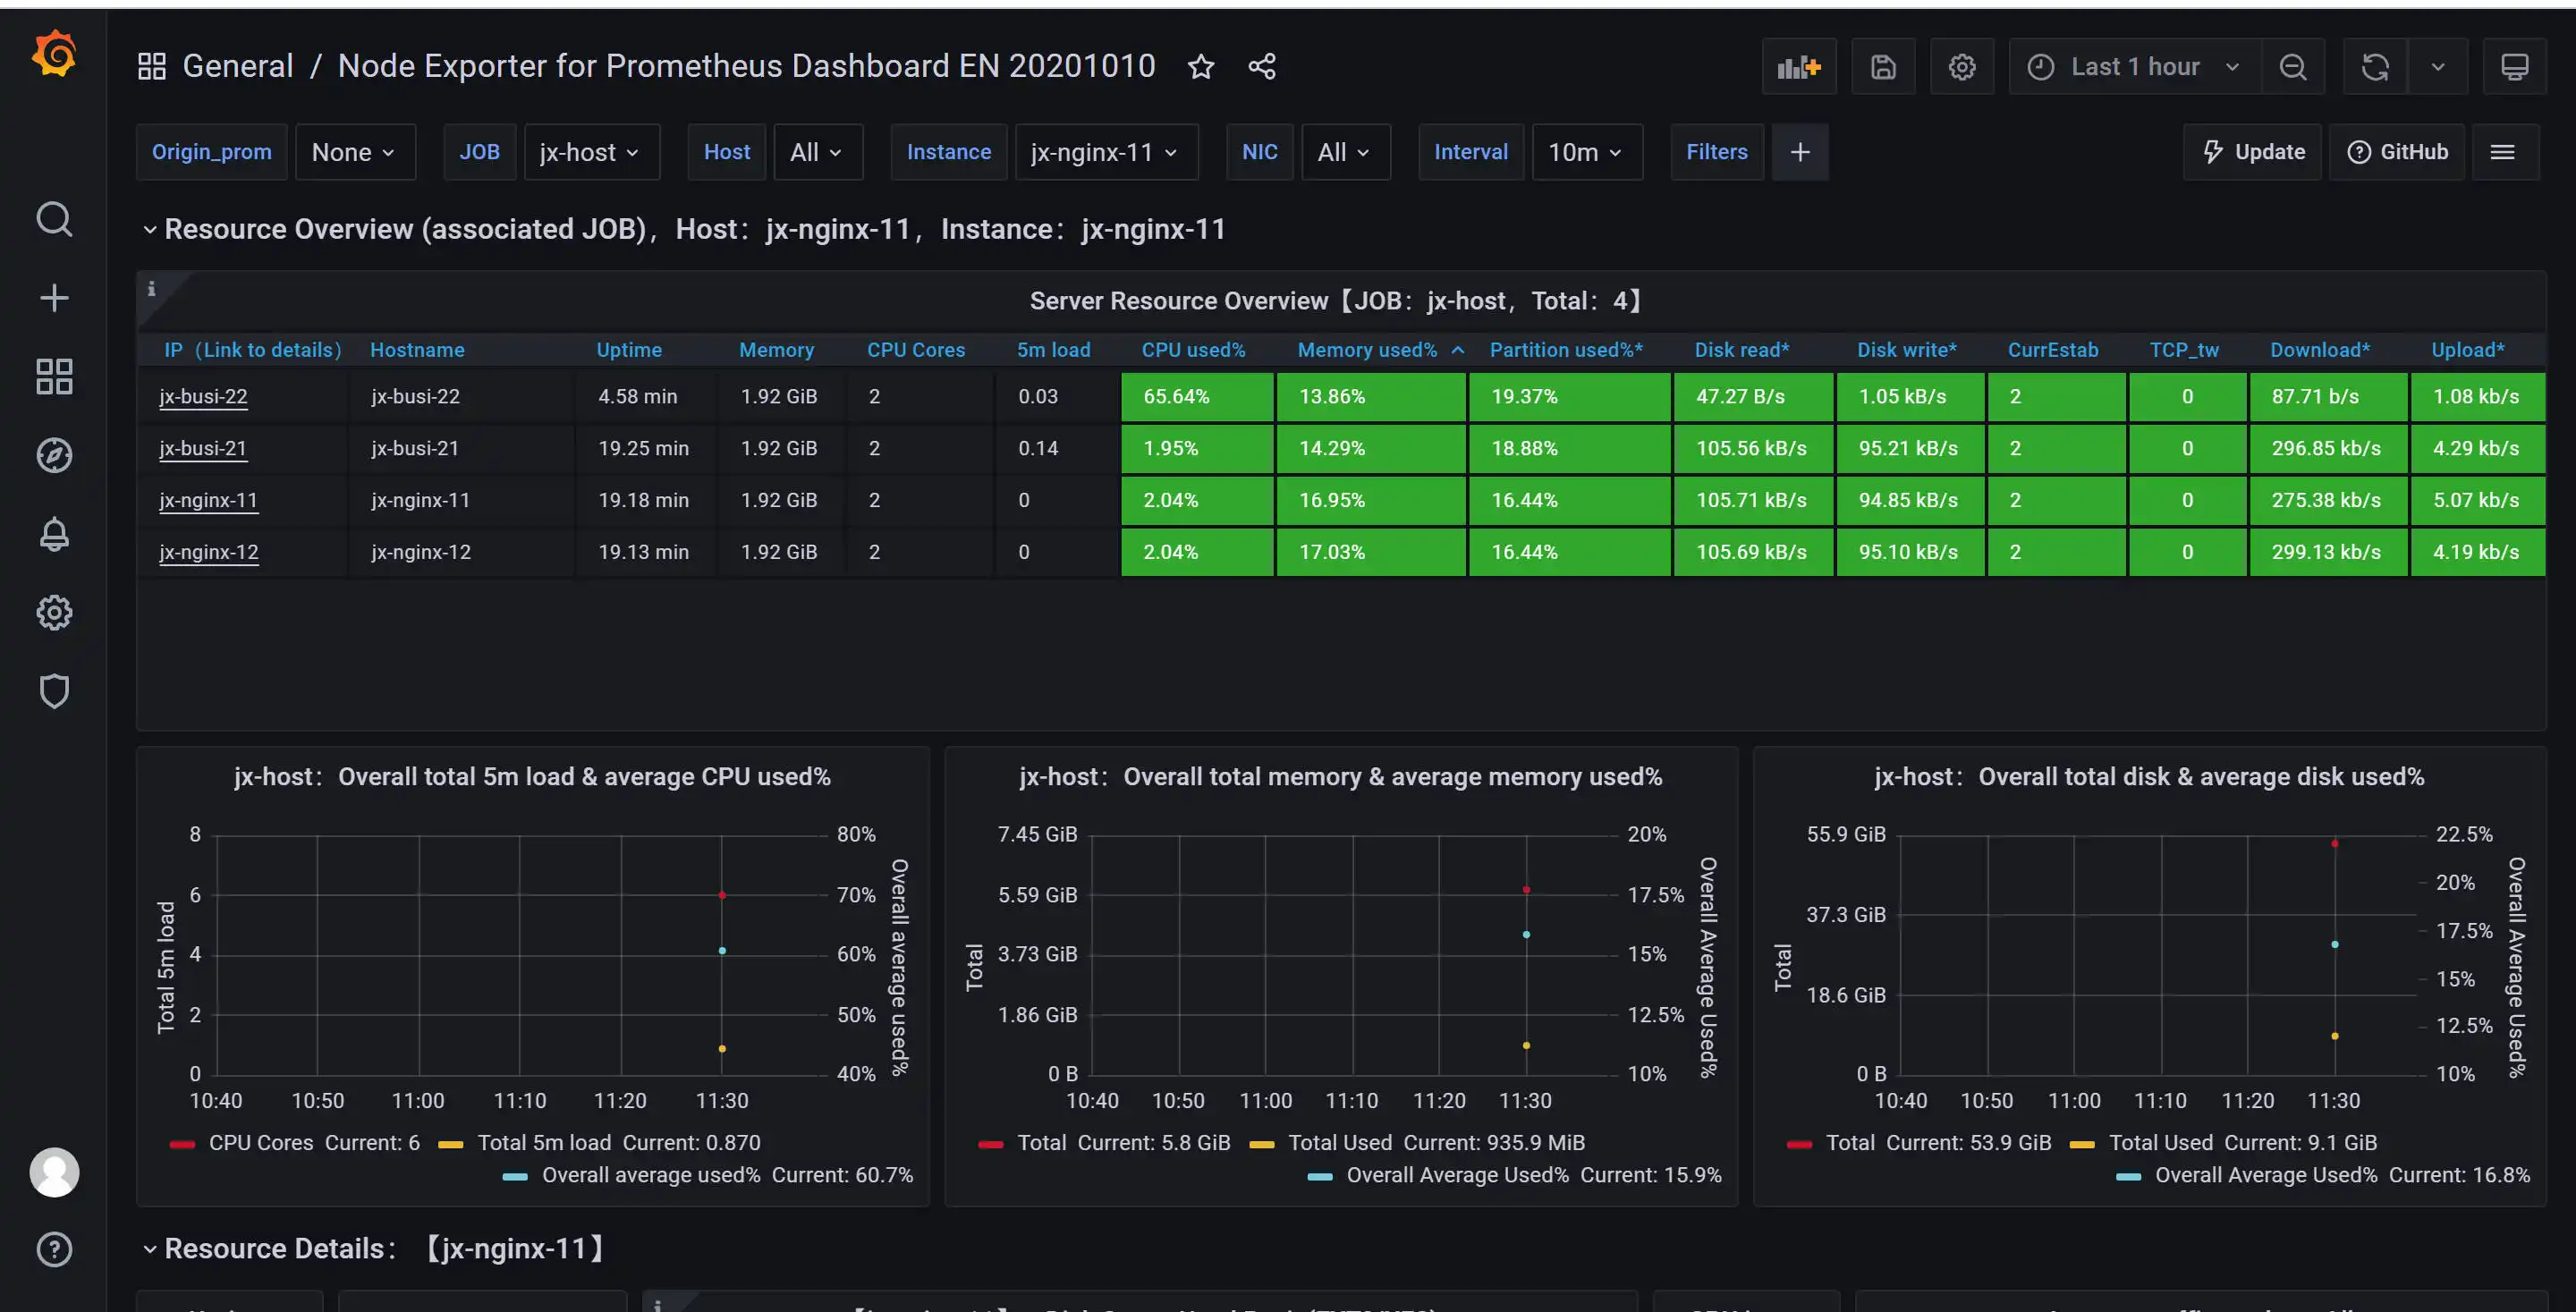 General / Node Exporter for Prometheus Dashboard EN 20201010
Last 1 hour
Origin_prom None JOB jx-host Host All Instance jx-nginx-11 NIC All Interval 10m Filters + Update GitHub
Resource Overview (associated JOB)，Host：jx-nginx-11，Instance：jx-nginx-11
i
Server Resource Overview【JOB：jx-host，Total：4】
IP（Link to details） Hostname Uptime Memory CPU Cores 5m load CPU used% Memory used% Partition used%* Disk read* Disk write* CurrEstab TCP_tw Download* Upload*
jx-busi-22 jx-busi-22 4.58 min 1.92 GiB 2 0.03 65.64% 13.86% 19.37% 47.27 B/s 1.05 kB/s 2 0 87.71 b/s 1.08 kb/s
jx-busi-21 jx-busi-21 19.25 min 1.92 GiB 2 0.14 1.95% 14.29% 18.88% 105.56 kB/s 95.21 kB/s 2 0 296.85 kb/s 4.29 kb/s
jx-nginx-11 jx-nginx-11 19.18 min 1.92 GiB 2 0 2.04% 16.95% 16.44% 105.71 kB/s 94.85 kB/s 2 0 275.38 kb/s 5.07 kb/s
jx-nginx-12 jx-nginx-12 19.13 min 1.92 GiB 2 0 2.04% 17.03% 16.44% 105.69 kB/s 95.10 kB/s 2 0 299.13 kb/s 4.19 kb/s
jx-host：Overall total 5m load & average CPU used%
8 80%
6 70%
4 60%
2 50%
0 40%
Total 5m load
Overall average used%
10:40 10:50 11:00 11:10 11:20 11:30
CPU Cores Current: 6 Total 5m load Current: 0.870
Overall average used% Current: 60.7%
jx-host：Overall total memory & average memory used%
7.45 GiB 20%
5.59 GiB 17.5%
3.73 GiB 15%
1.86 GiB 12.5%
0 B 10%
Total
Overall Average Used%
10:40 10:50 11:00 11:10 11:20 11:30
Total Current: 5.8 GiB Total Used Current: 935.9 MiB
Overall Average Used% Current: 15.9%
jx-host：Overall total disk & average disk used%
55.9 GiB 22.5%
20%
37.3 GiB 17.5%
18.6 GiB 15%
12.5%
0 B 10%
Total
Overall Average Used%
10:40 10:50 11:00 11:10 11:20 11:30
Total Current: 53.9 GiB Total Used Current: 9.1 GiB
Overall Average Used% Current: 16.8%
Resource Details：【jx-nginx-11】
i